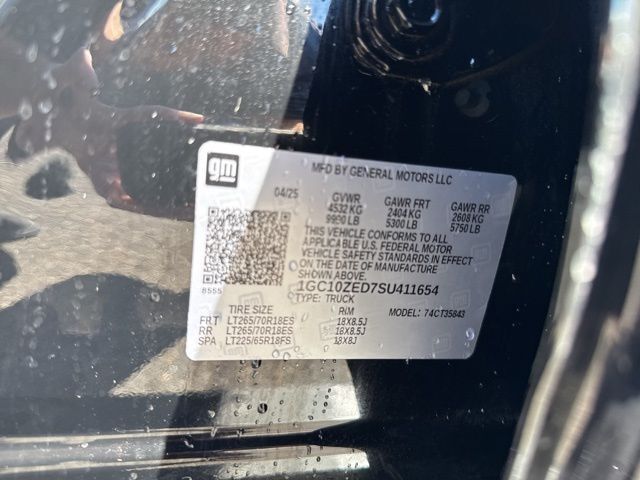 gm
MFD BY GENERAL MOTORS LLC
04/25 GVWR GAWR FRT GAWR RR
4532 KG 2404 KG 2608 KG
9990 LB 5300 LB 5750 LB
THIS VEHICLE CONFORMS TO ALL
APPLICABLE U.S. FEDERAL MOTOR
VEHICLE SAFETY STANDARDS IN EFFECT
ON THE DATE OF MANUFACTURE
SHOWN ABOVE.
1GC10ZED7SU411654
TYPE: TRUCK
MODEL: 74CT35843
TIRE SIZE RIM
FRT LT265/70R18ES 18X8.5J
RR LT265/70R18ES 18X8.5J
SPA LT225/65R18FS 18X8J